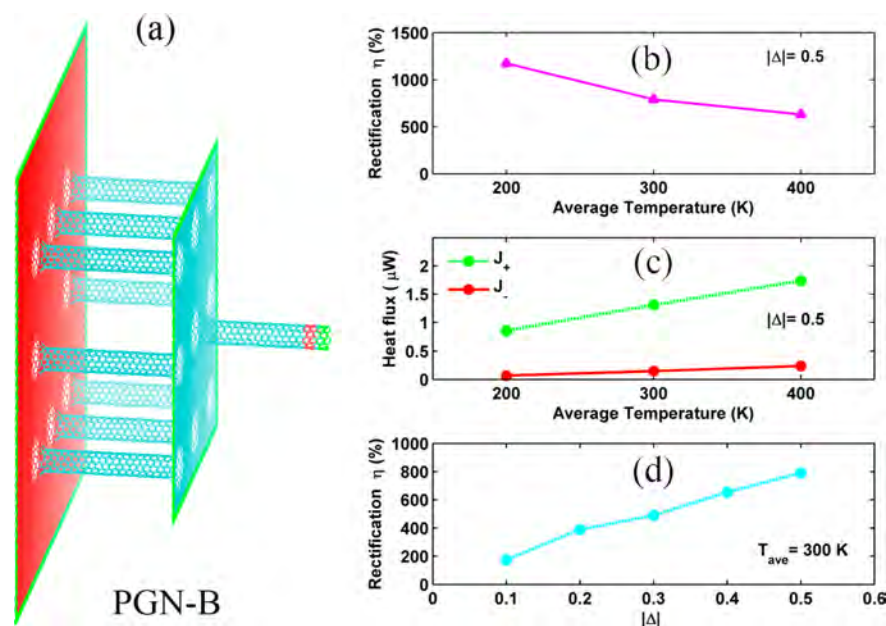 (a)
PGN-B
1500
1000
500
0
Rectification η (%)
(b)
|Δ|= 0.5
200 300 400
Average Temperature (K)
2
1.5
1
0.5
0
Heat flux ( μW)
J+
J-
(c)
|Δ|= 0.5
200 300 400
Average Temperature (K)
1000
800
600
400
200
0
Rectification η (%)
(d)
Tave= 300 K
0 0.1 0.2 0.3 0.4 0.5 0.6
|Δ|